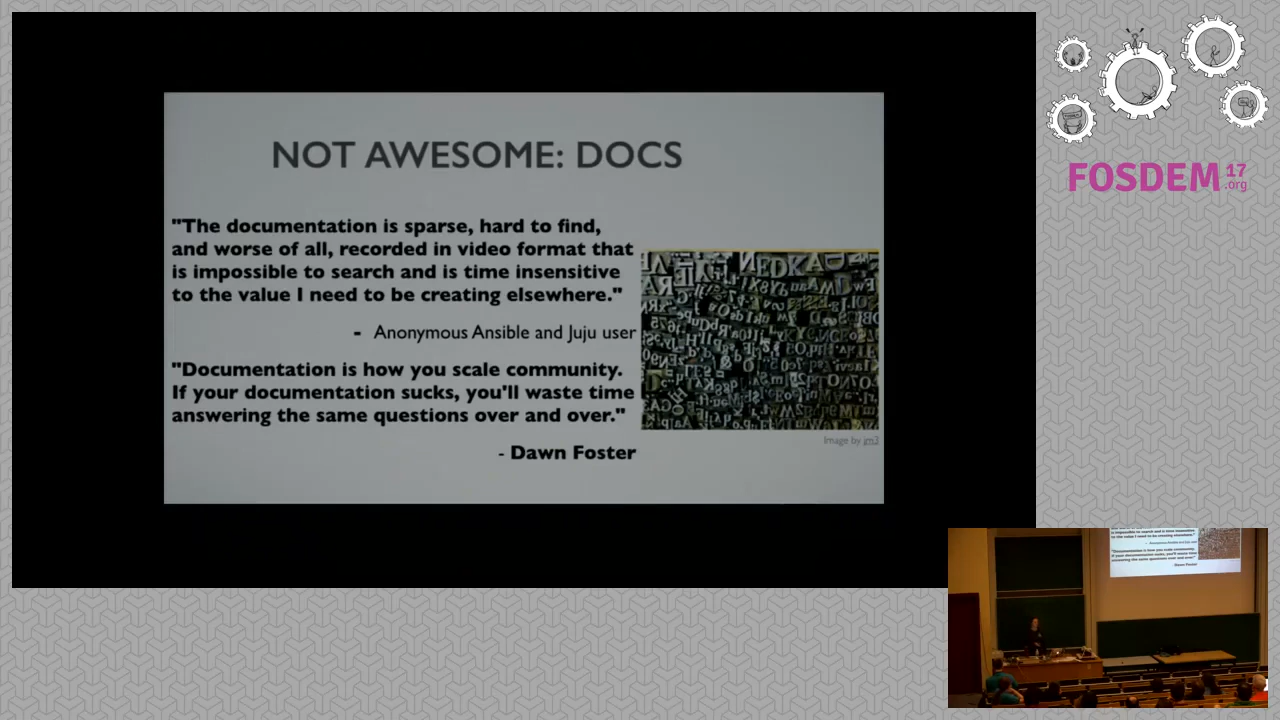 NOT AWESOME: DOCS
"The documentation is sparse, hard to find,
and worse of all, recorded in video format that
is impossible to search and is time insensitive
to the value I need to be creating elsewhere."
- Anonymous Ansible and Juju user
"Documentation is how you scale community.
If your documentation sucks, you'll waste time
answering the same questions over and over."
- Dawn Foster
Image by jm3
FOSDEM 17
.org